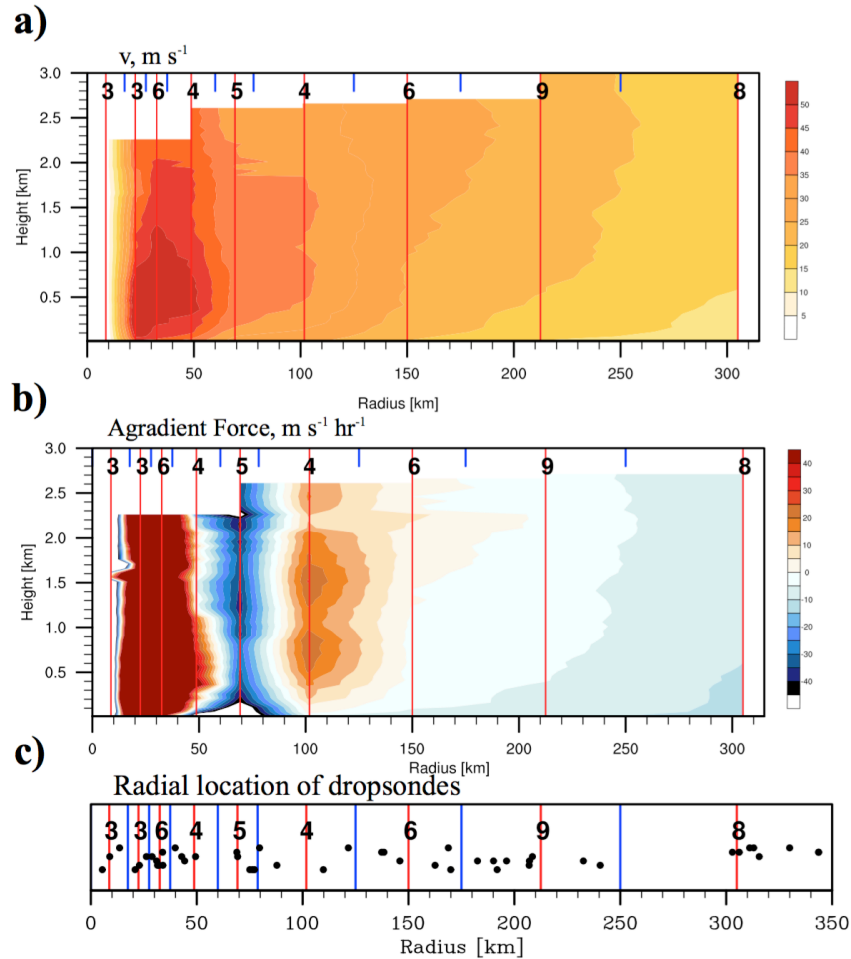 a)
v, m s-1
3.0
2.5
2.0
1.5
1.0
0.5
Height [km]
3 3 6 4 5 4 6 9 8
0 50 100 150 200 250 300
Radius [km]
50
45
40
35
30
25
20
15
10
5
b)
Agradient Force, m s-1 hr-1
3.0
2.5
2.0
1.5
1.0
0.5
Height [km]
3 3 6 4 5 4 6 9 8
0 50 100 150 200 250 300
Radius [km]
40
30
20
10
0
-10
-20
-30
-40
c)
Radial location of dropsondes
3 3 6 4 5 4 6 9 8
0 50 100 150 200 250 300 350
Radius [km]